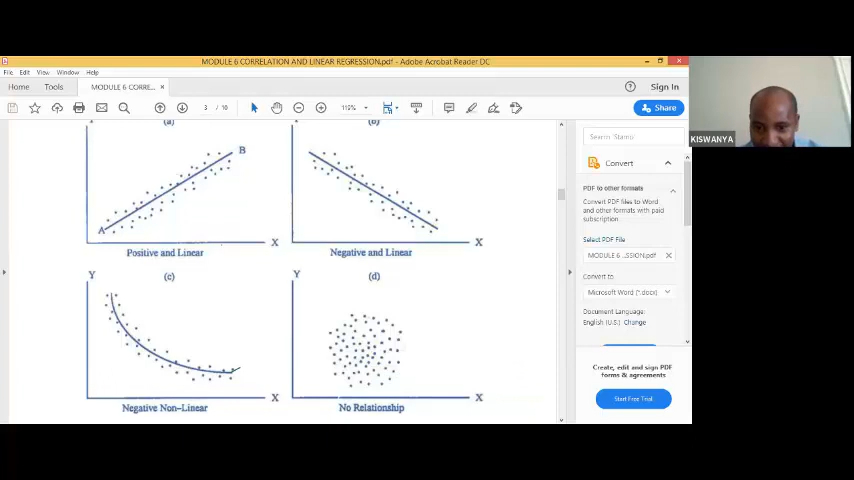 MODULE 6 CORRELATION AND LINEAR REGRESSION.pdf - Adobe Acrobat Reader DC
File Edit View Window Help
Home Tools MODULE 6 CORRE... × Sign In
3 / 10 112% Share
(a) (b)
B
A
X X
Positive and Linear Negative and Linear
Y (c) Y (d)
X X
Negative Non-Linear No Relationship
KISWANYA
Convert
PDF to other formats
Convert PDF files to Word
and other formats with paid
subscription
Select PDF File
MODULE 6 ...SSION.pdf ×
Convert to
Microsoft Word (*.docx)
Document Language:
English (U.S.) Change
Create, edit and sign PDF
forms & agreements
Start Free Trial